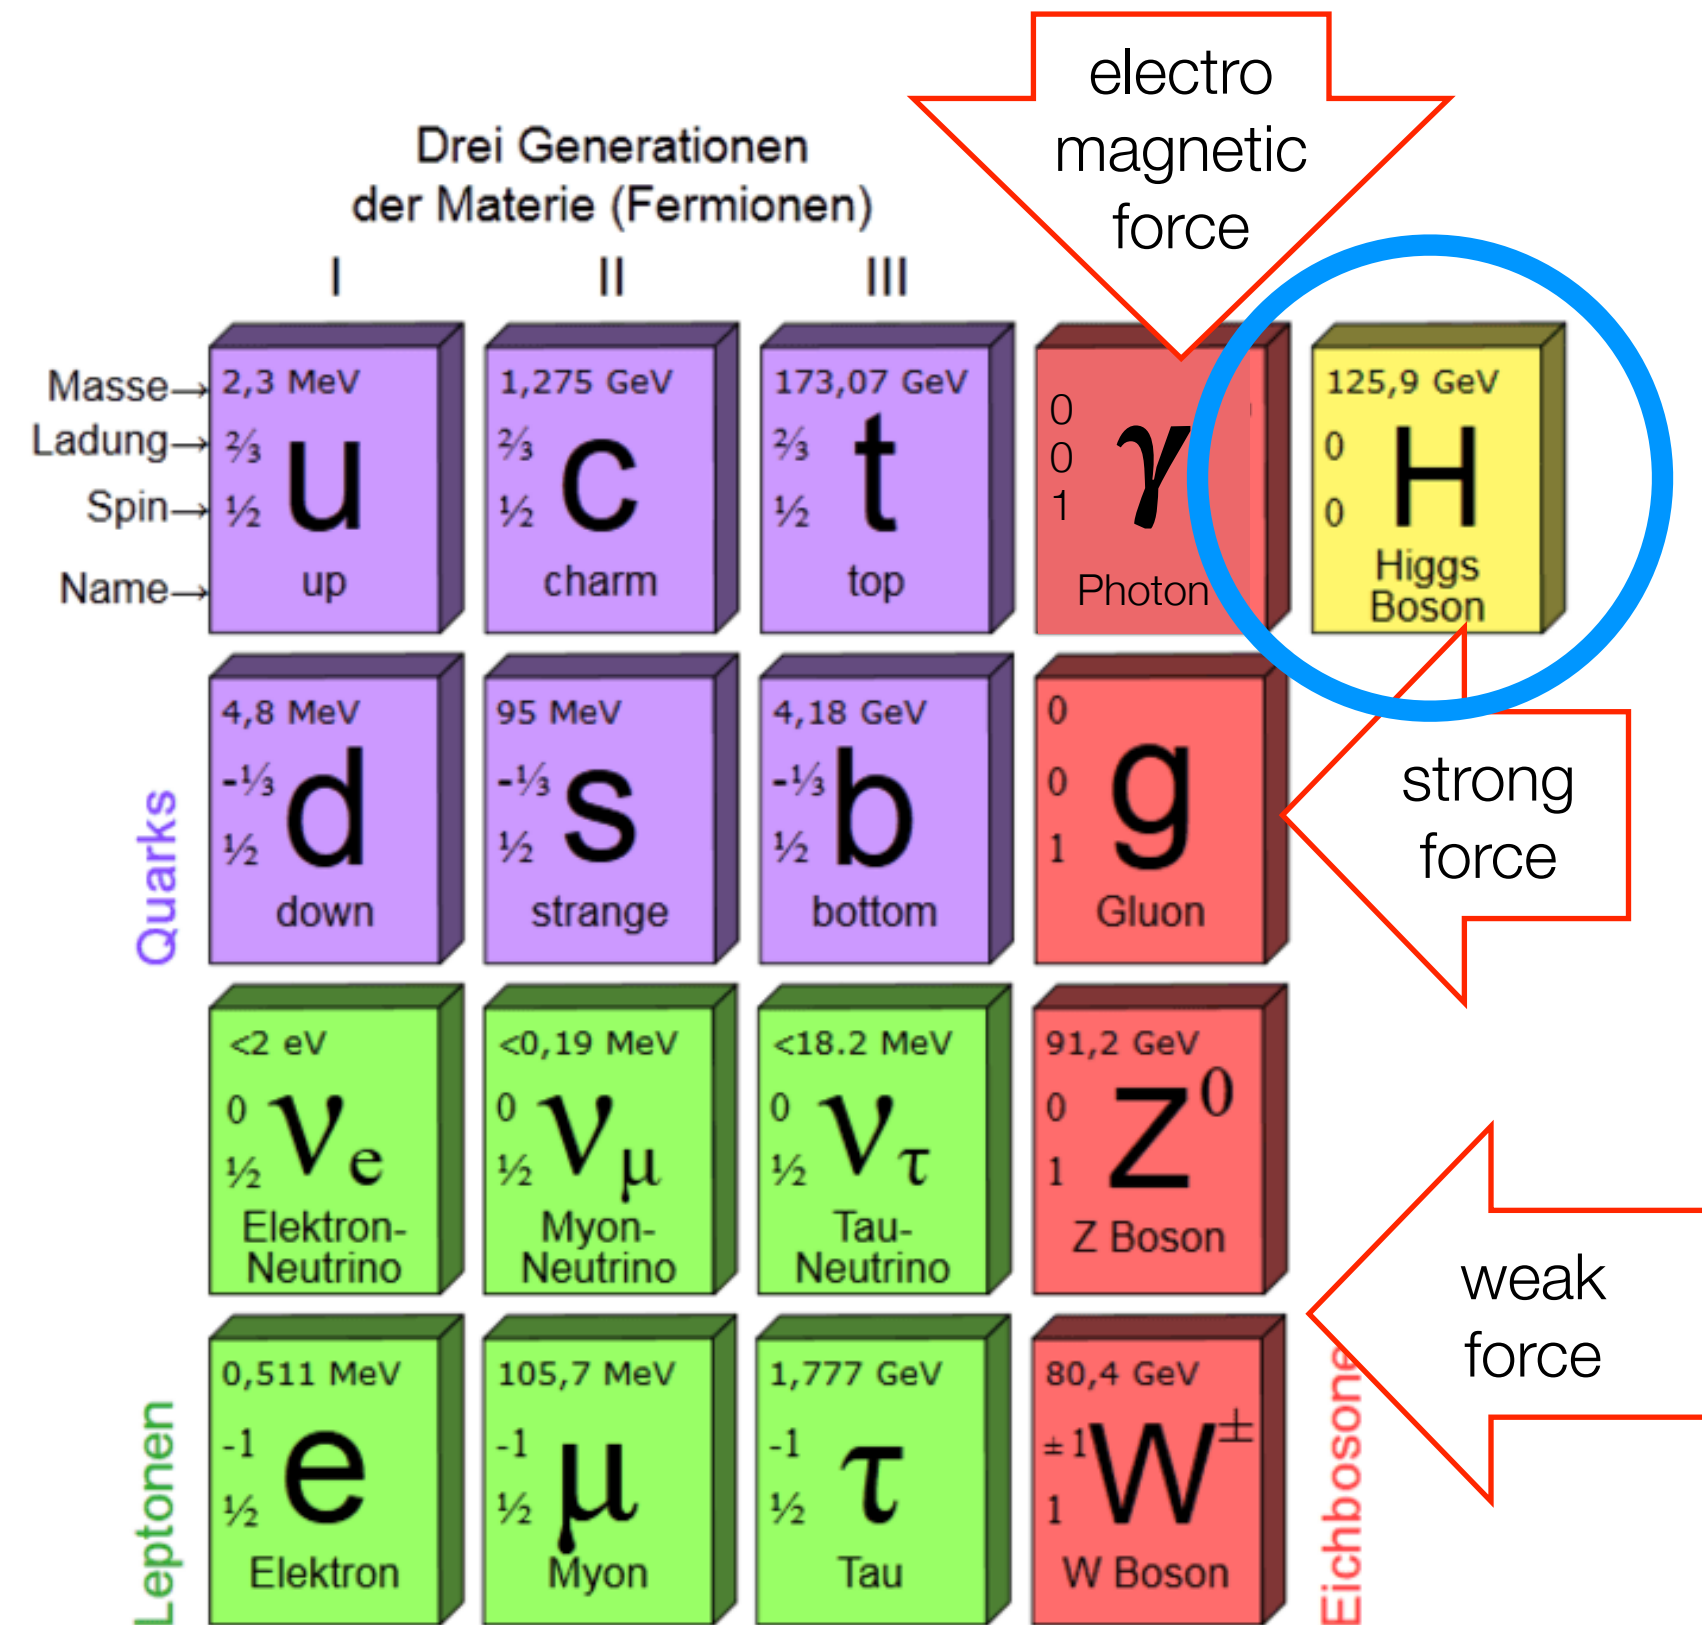 electro
magnetic
force
Drei Generationen
der Materie (Fermionen)
I II III
Masse→
Ladung→
Spin→
Name→
2,3 MeV
⅔ u
½
up
1,275 GeV
⅔ c
½
charm
173,07 GeV
⅔ t
½
top
0
0 γ
1
Photon
125,9 GeV
0 H
0
Higgs
Boson
Quarks
4,8 MeV
-⅓ d
½
down
95 MeV
-⅓ s
½
strange
4,18 GeV
-⅓ b
½
bottom
0
0 g
1
Gluon
strong
force
<2 eV
0 νe
½
Elektron-
Neutrino
<0,19 MeV
0 νμ
½
Myon-
Neutrino
<18.2 MeV
0 ντ
½
Tau-
Neutrino
91,2 GeV
0 Z⁰
1
Z Boson
weak
force
Leptonen
0,511 MeV
-1 e
½
Elektron
105,7 MeV
-1 μ
½
Myon
1,777 GeV
-1 τ
½
Tau
80,4 GeV
±1 W±
1
W Boson
Eichbosone